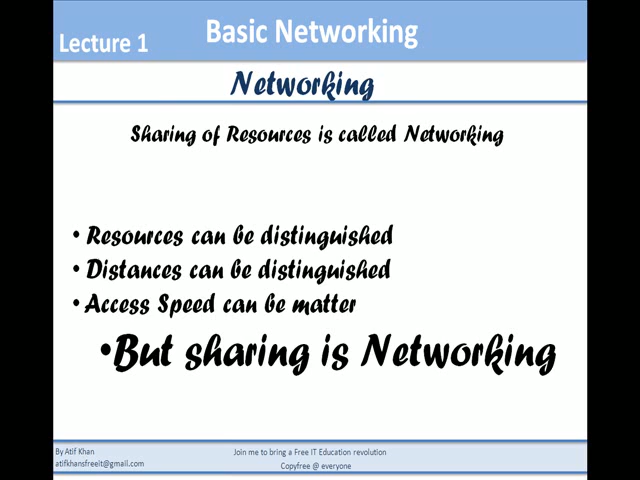 Lecture 1
Basic Networking
Networking
Sharing of Resources is called Networking
• Resources can be distinguished
• Distances can be distinguished
• Access Speed can be matter
•But sharing is Networking
By Atif Khan
atifkhansfreeit@gmail.com
Join me to bring a Free IT Education revolution
Copyfree @ everyone